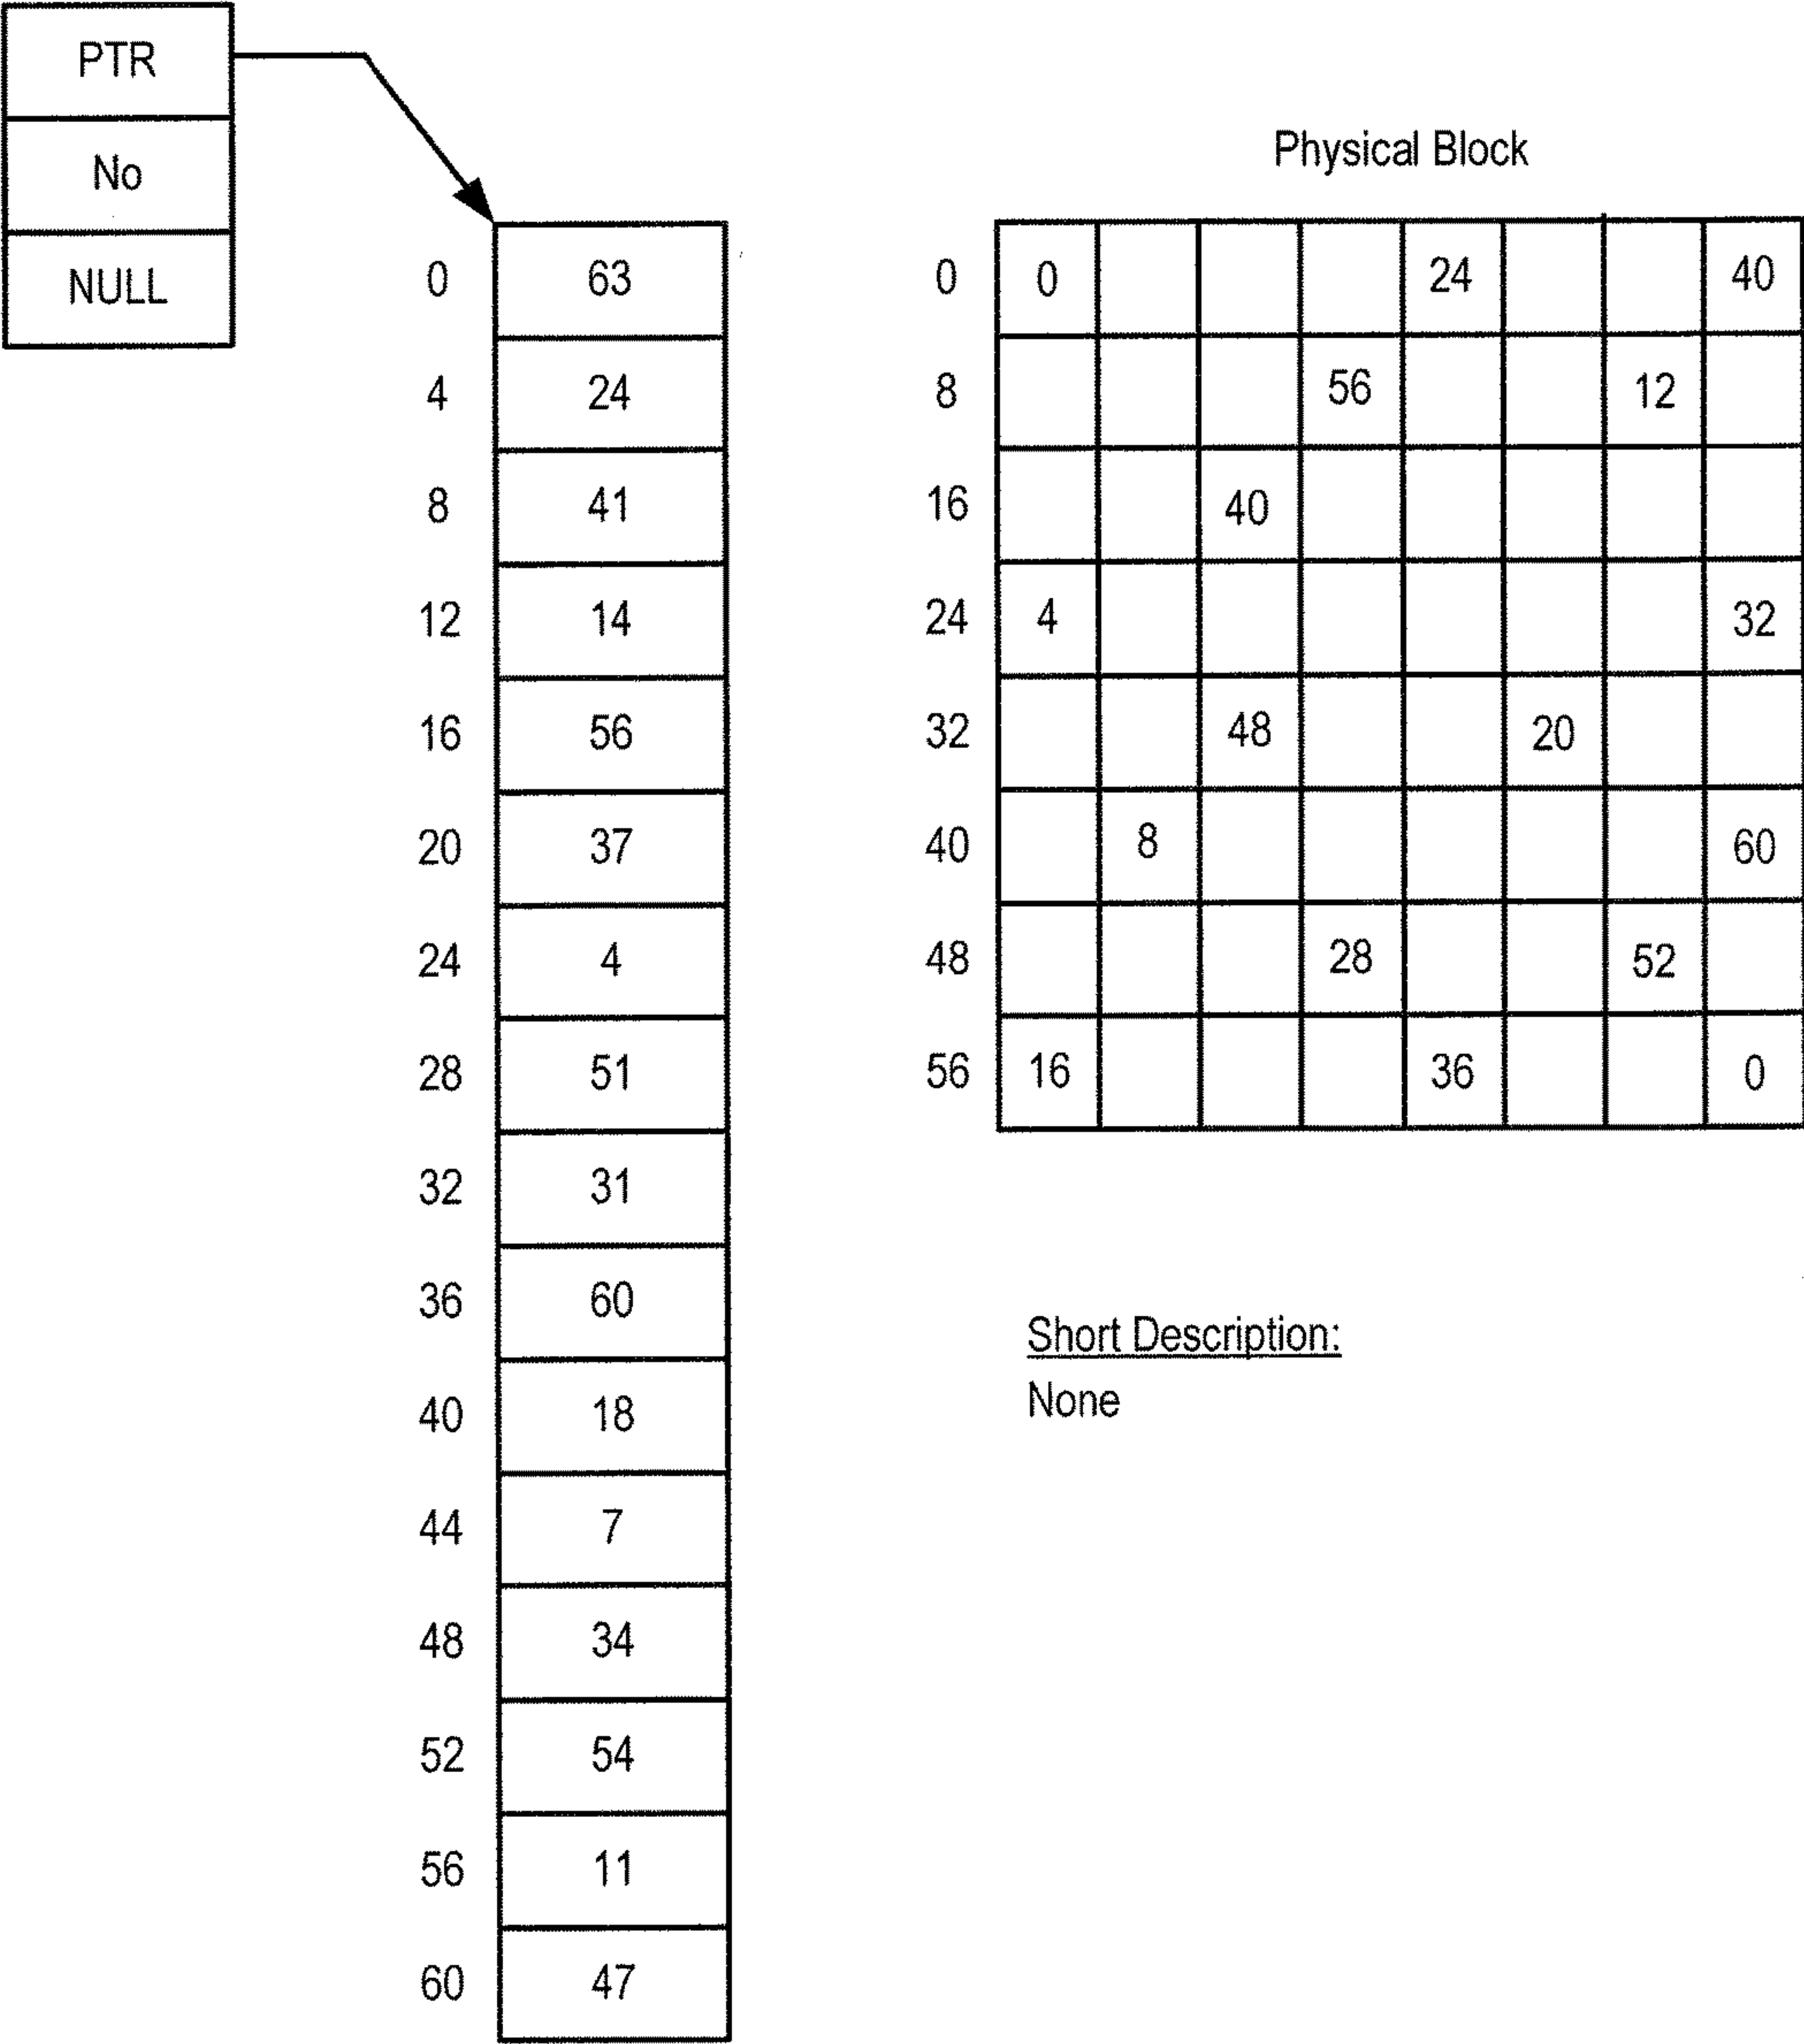 PTR
No
NULL
Physical Block
0 63
4 24
8 41
12 14
16 56
20 37
24 4
28 51
32 31
36 60
40 18
44 7
48 34
52 54
56 11
60 47
0 0 24 40
8 56 12
16 40
24 4 32
32 48 20
40 8 60
48 28 52
56 16 36 0
Short Description:
None